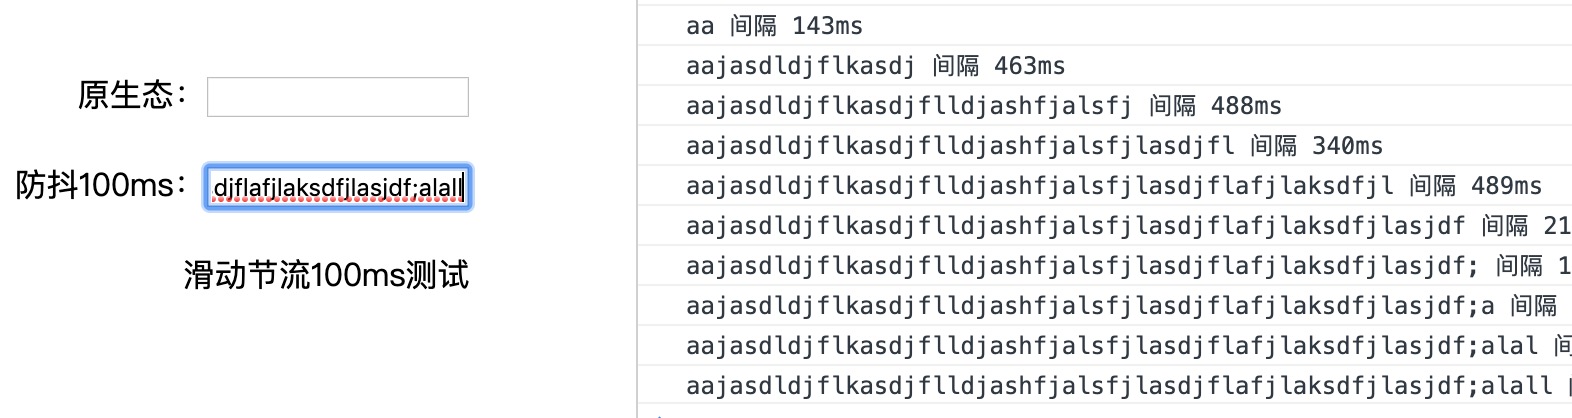 原生态：
防抖100ms：
djflafjlaksdfjlasjdf;alall
滑动节流100ms测试
aa 间隔 143ms
aajasdldjflkasdj 间隔 463ms
aajasdldjflkasdjflldjashfjalsfj 间隔 488ms
aajasdldjflkasdjflldjashfjalsfjlasdjfl 间隔 340ms
aajasdldjflkasdjflldjashfjalsfjlasdjflafjlaksdfjl 间隔 489ms
aajasdldjflkasdjflldjashfjalsfjlasdjflafjlaksdfjlasjdf 间隔 21
aajasdldjflkasdjflldjashfjalsfjlasdjflafjlaksdfjlasjdf; 间隔 1
aajasdldjflkasdjflldjashfjalsfjlasdjflafjlaksdfjlasjdf;a 间隔
aajasdldjflkasdjflldjashfjalsfjlasdjflafjlaksdfjlasjdf;alal 间
aajasdldjflkasdjflldjashfjalsfjlasdjflafjlaksdfjlasjdf;alall